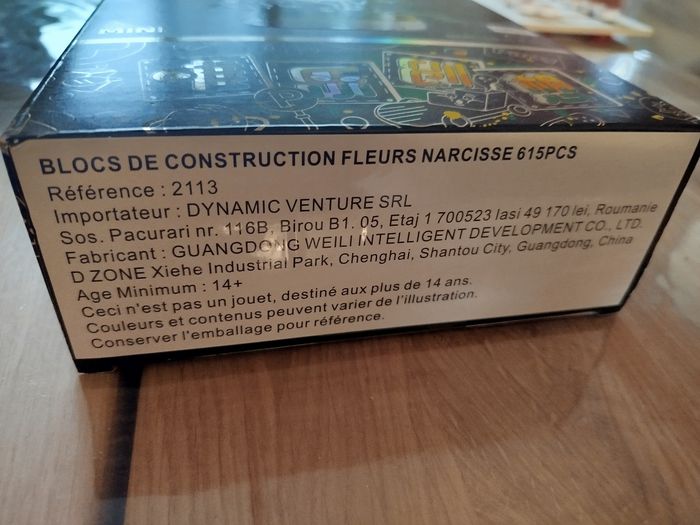 MINI
BLOCS DE CONSTRUCTION FLEURS NARCISSE 615PCS
Référence : 2113
Importateur : DYNAMIC VENTURE SRL
Sos. Pacurari nr. 116B, Birou B1. 05, Etaj 1 700523 Iasi 49 170 lei, Roumanie
Fabricant : GUANGDONG WEILI INTELLIGENT DEVELOPMENT CO., LTD.
D ZONE Xiehe Industrial Park, Chenghai, Shantou City, Guangdong, China
Age Minimum : 14+
Ceci n'est pas un jouet, destiné aux plus de 14 ans.
Couleurs et contenus peuvent varier de l'illustration.
Conserver l'emballage pour référence.